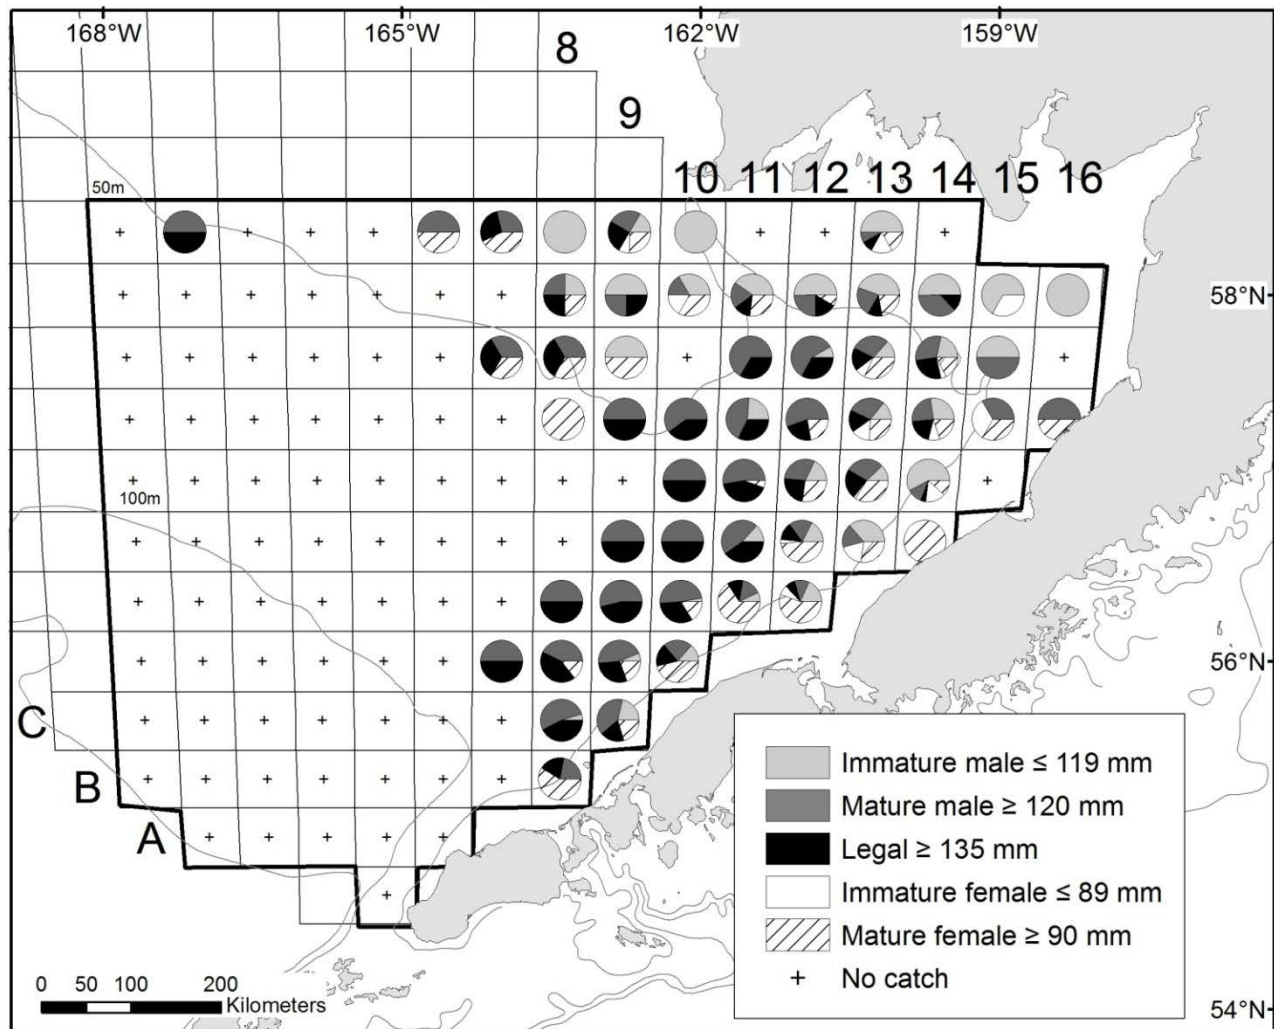 168°W 165°W 162°W 159°W
8
9
10 11 12 13 14 15 16
50m
58°N
100m
56°N
C
B
A
Immature male ≤ 119 mm
Mature male ≥ 120 mm
Legal ≥ 135 mm
Immature female ≤ 89 mm
Mature female ≥ 90 mm
+ No catch
0 50 100 200
Kilometers
54°N